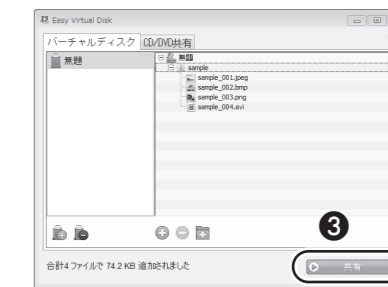 Easy Virtual Disk
バーチャルディスク CD/DVD共有
無題
無題
sample
sample_001.jpeg
sample_002.bmp
sample_003.png
sample_004.avi
3
合計4 ファイルで 74.2 KB 追加されました
共有